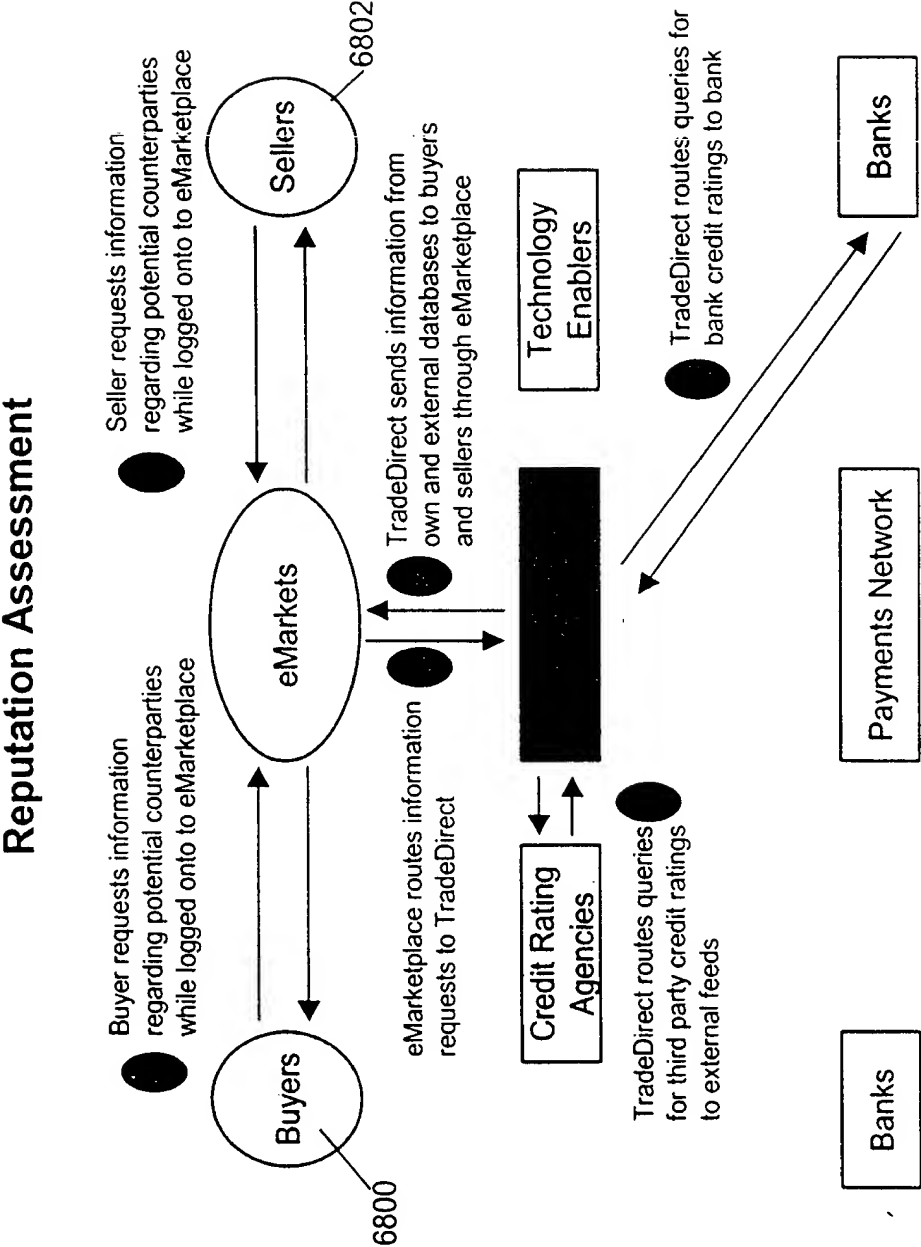 Reputation Assessment
Buyer requests information
regarding potential counterparties
while logged onto to eMarketplace
Seller requests information
regarding potential counterparties
while logged onto to eMarketplace
Buyers
eMarkets
Sellers
6800
6802
eMarketplace routes information
requests to TradeDirect
TradeDirect sends information from
own and external databases to buyers
and sellers through eMarketplace
Credit Rating
Agencies
Technology
Enablers
TradeDirect routes queries
for third party credit ratings
to external feeds
TradeDirect routes queries for
bank credit ratings to bank
Banks
Payments Network
Banks